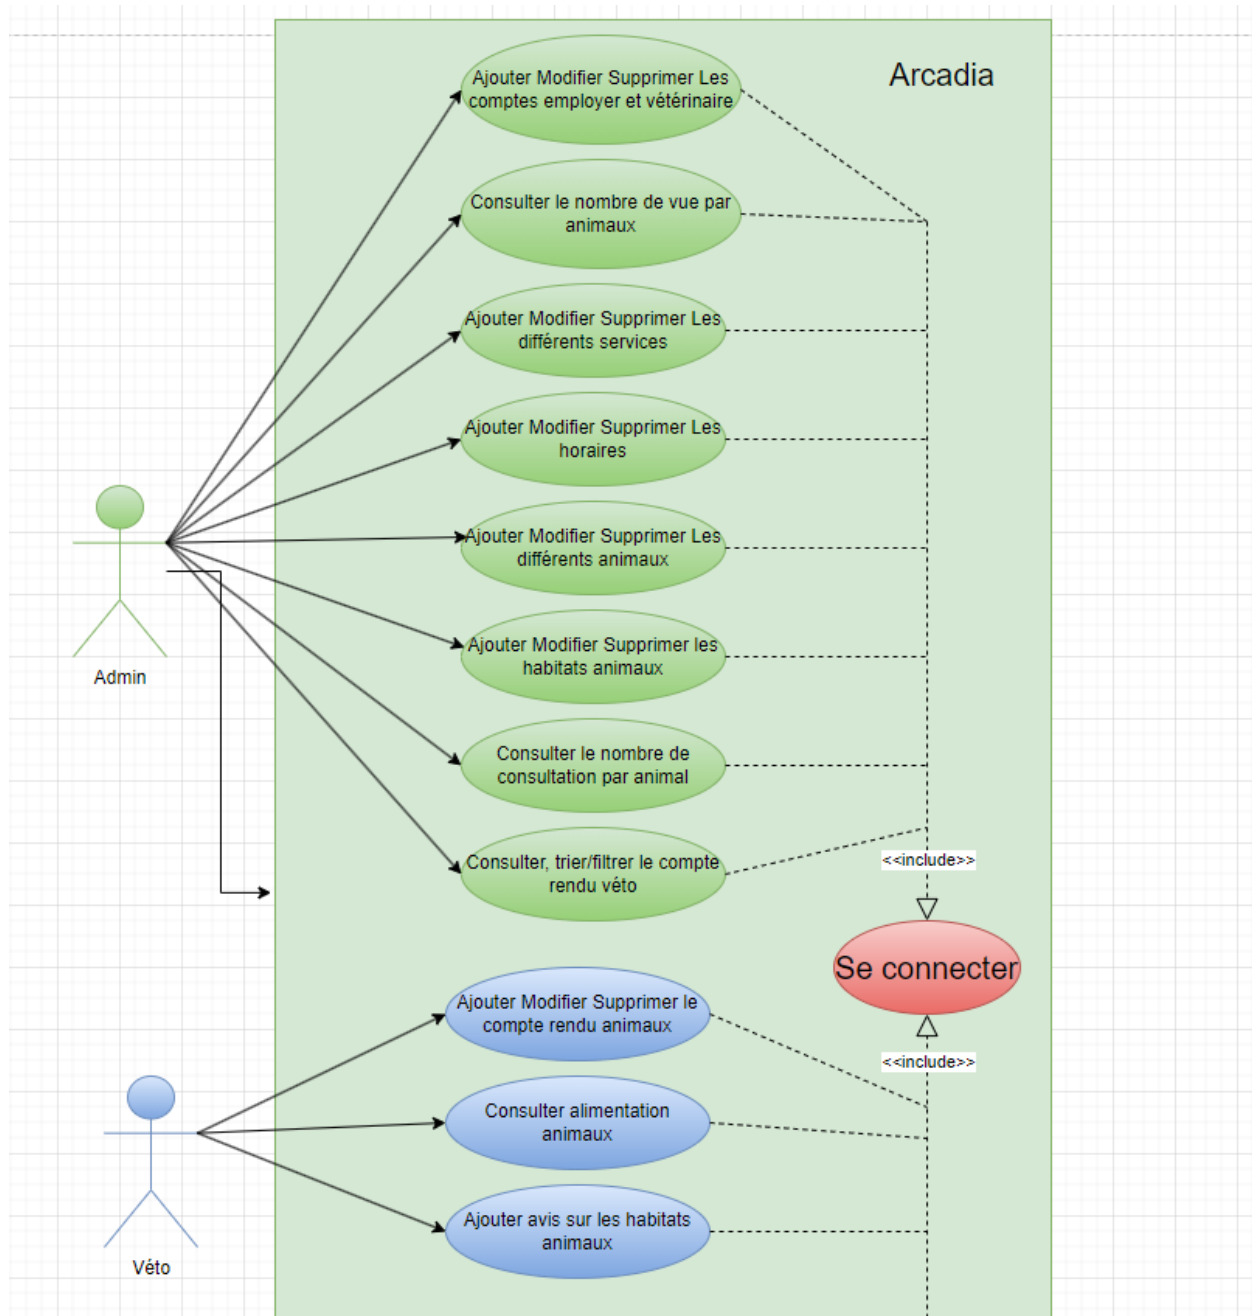 Arcadia
Ajouter Modifier Supprimer Les
comptes employer et vétérinaire
Consulter le nombre de vue par
animaux
Ajouter Modifier Supprimer Les
différents services
Ajouter Modifier Supprimer Les
horaires
Ajouter Modifier Supprimer Les
différents animaux
Ajouter Modifier Supprimer les
habitats animaux
Admin
Consulter le nombre de
consultation par animal
Consulter, trier/filtrer le compte
rendu véto
<<include>>
Se connecter
Ajouter Modifier Supprimer le
compte rendu animaux
<<include>>
Consulter alimentation
animaux
Ajouter avis sur les habitats
animaux
Véto